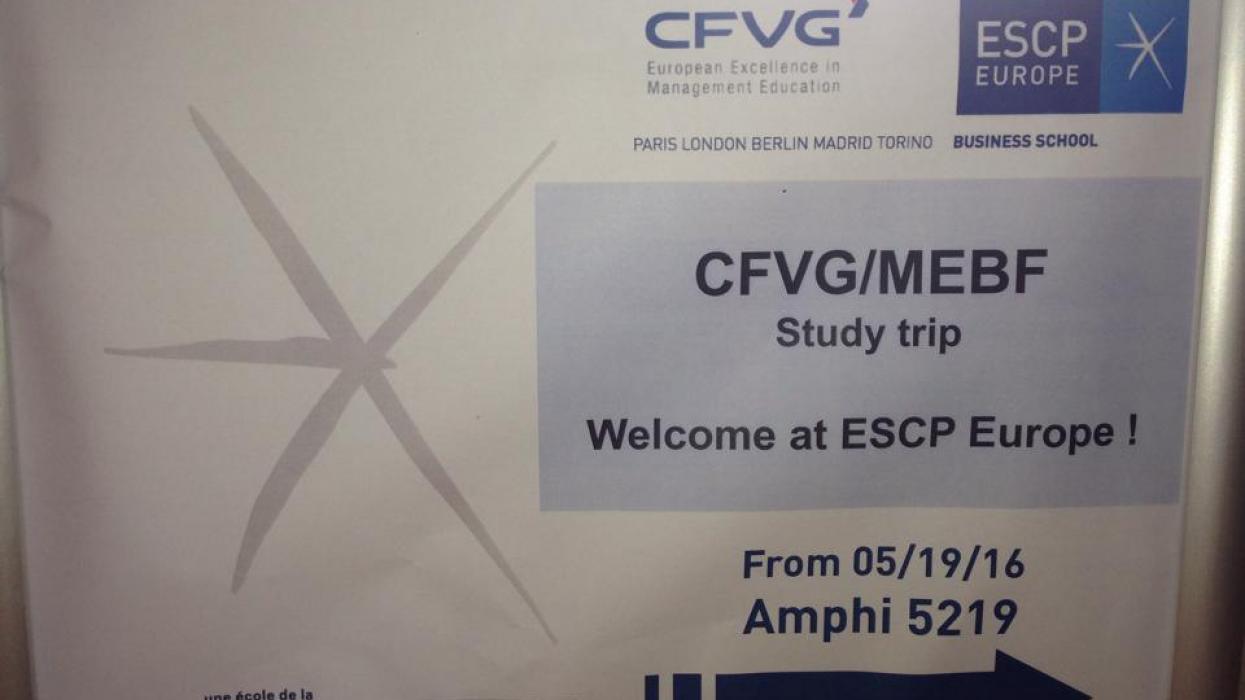 CFVG
European Excellence in
Management Education
ESCP
EUROPE
PARIS LONDON BERLIN MADRID TORINO BUSINESS SCHOOL
CFVG/MEBF
Study trip
Welcome at ESCP Europe !
From 05/19/16
Amphi 5219
une école de la